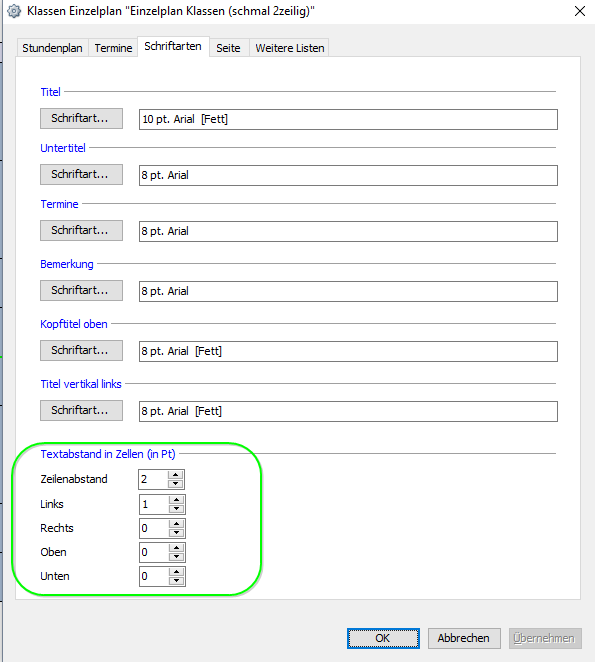 Klassen Einzelplan "Einzelplan Klassen (schmal 2zeilig)"
Stundenplan Termine Schriftarten Seite Weitere Listen
Titel
Schriftart... 10 pt. Arial [Fett]
Untertitel
Schriftart... 8 pt. Arial
Termine
Schriftart... 8 pt. Arial
Bemerkung
Schriftart... 8 pt. Arial
Kopftitel oben
Schriftart... 8 pt. Arial [Fett]
Titel vertikal links
Schriftart... 8 pt. Arial [Fett]
Textabstand in Zellen (in Pt)
Zeilenabstand 2
Links 1
Rechts 0
Oben 0
Unten 0
OK Abbrechen Übernehmen